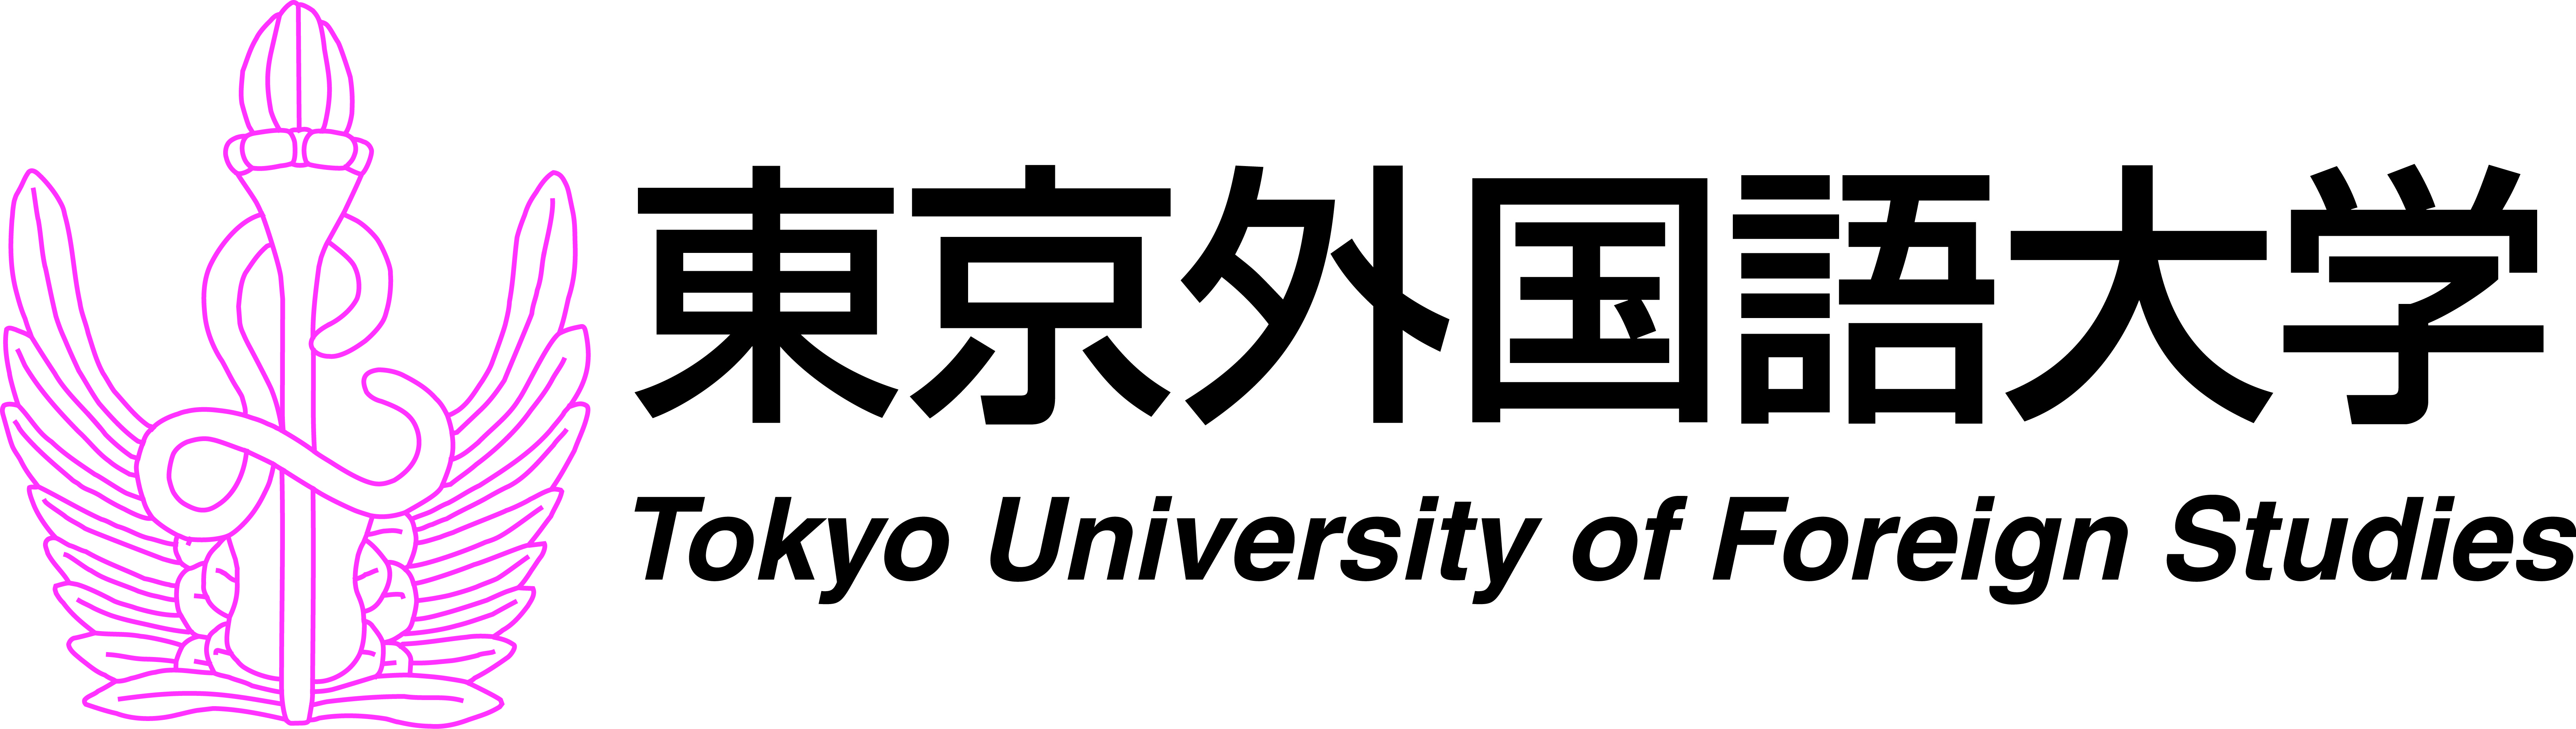 東京外国語大学
Tokyo University of Foreign Studies